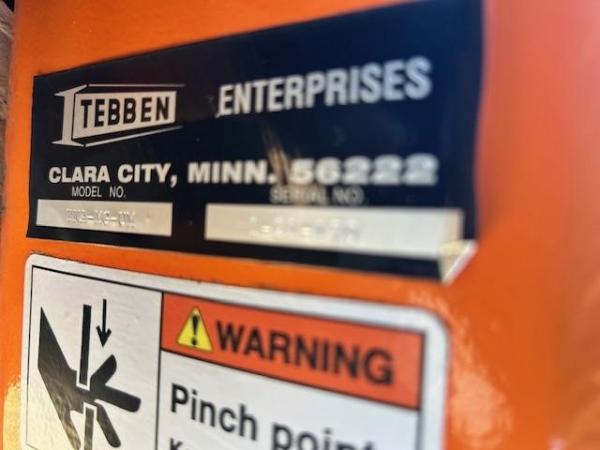 TEBBEN ENTERPRISES
CLARA CITY, MINN. 56222
MODEL NO. SERIAL NO.
WARNING
Pinch point